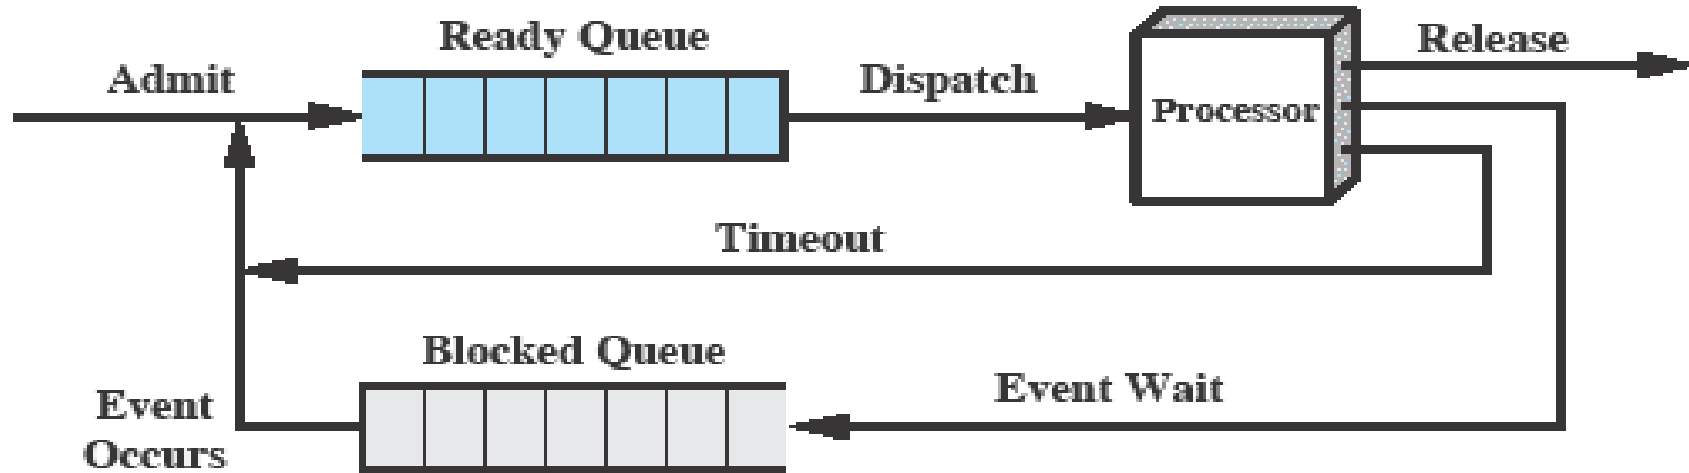 Ready Queue
Release
Admit
Dispatch
Processor
Timeout
Blocked Queue
Event Wait
Event
Occurs